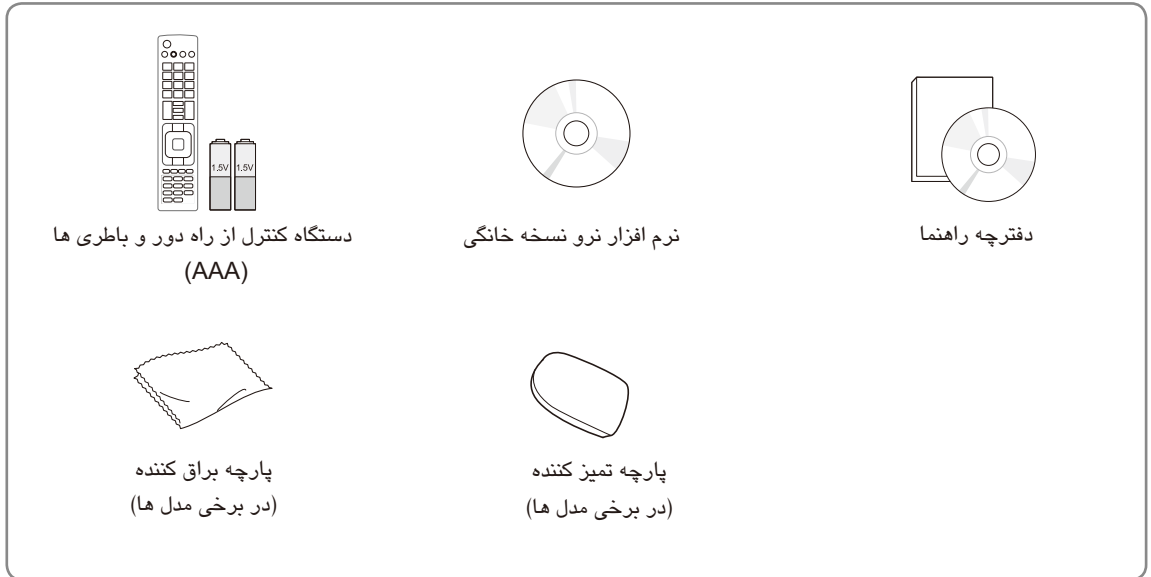 دفترچه راهنما
نرم افزار نرو نسخه خانگی
1.5V
1.5V
دستگاه کنترل از راه دور و باطری ها
(AAA)
پارچه تمیز کننده
(در برخی مدل ها)
پارچه براق کننده
(در برخی مدل ها)